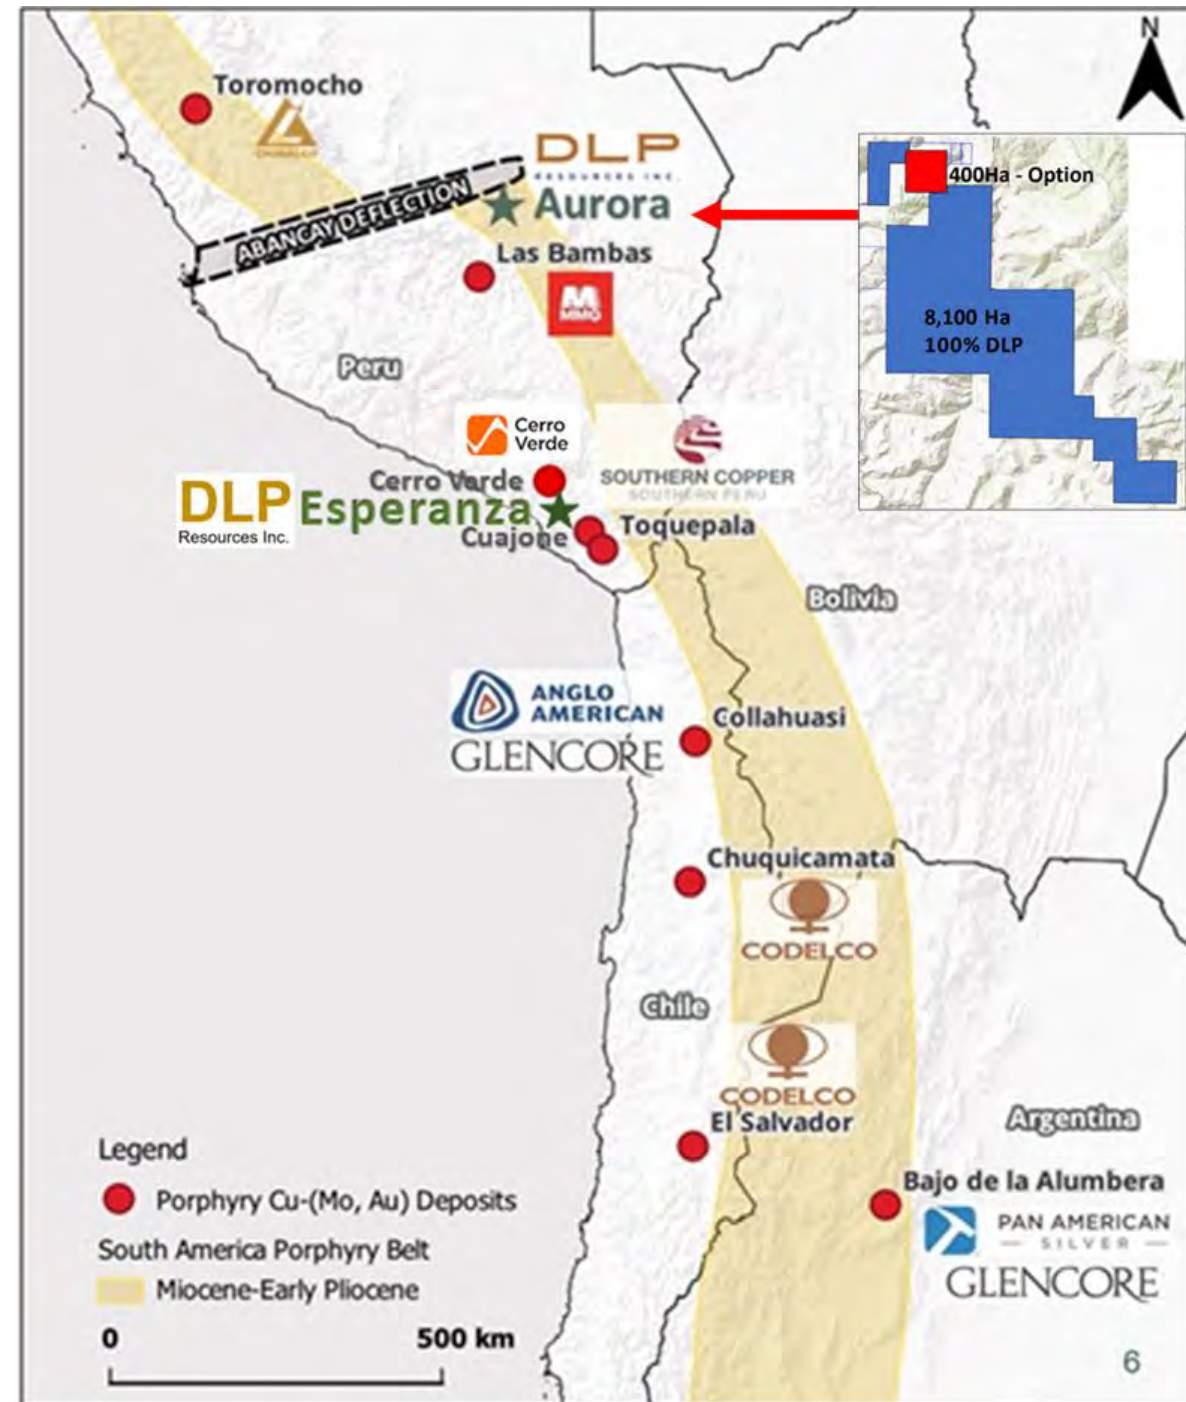 N
Toromocho
CHINALCO
DLP
RESOURCES INC.
Aurora
ABANCAY DEFLECTION
400Ha - Option
8,100 Ha
100% DLP
Las Bambas
MMG
Peru
Cerro
Verde
SOUTHERN COPPER
SOUTHERN PERU
Cerro Verde
DLP
Resources Inc.
Esperanza
Cuajone
Toquepala
Bolivia
ANGLO
AMERICAN
GLENCORE
Collahuasi
Chuquicamata
CODELCO
Chile
CODELCO
El Salvador
Argentina
Bajo de la Alumbera
PAN AMERICAN
— SILVER —
GLENCORE
Legend
Porphyry Cu-(Mo, Au) Deposits
South America Porphyry Belt
Miocene-Early Pliocene
0 500 km
6